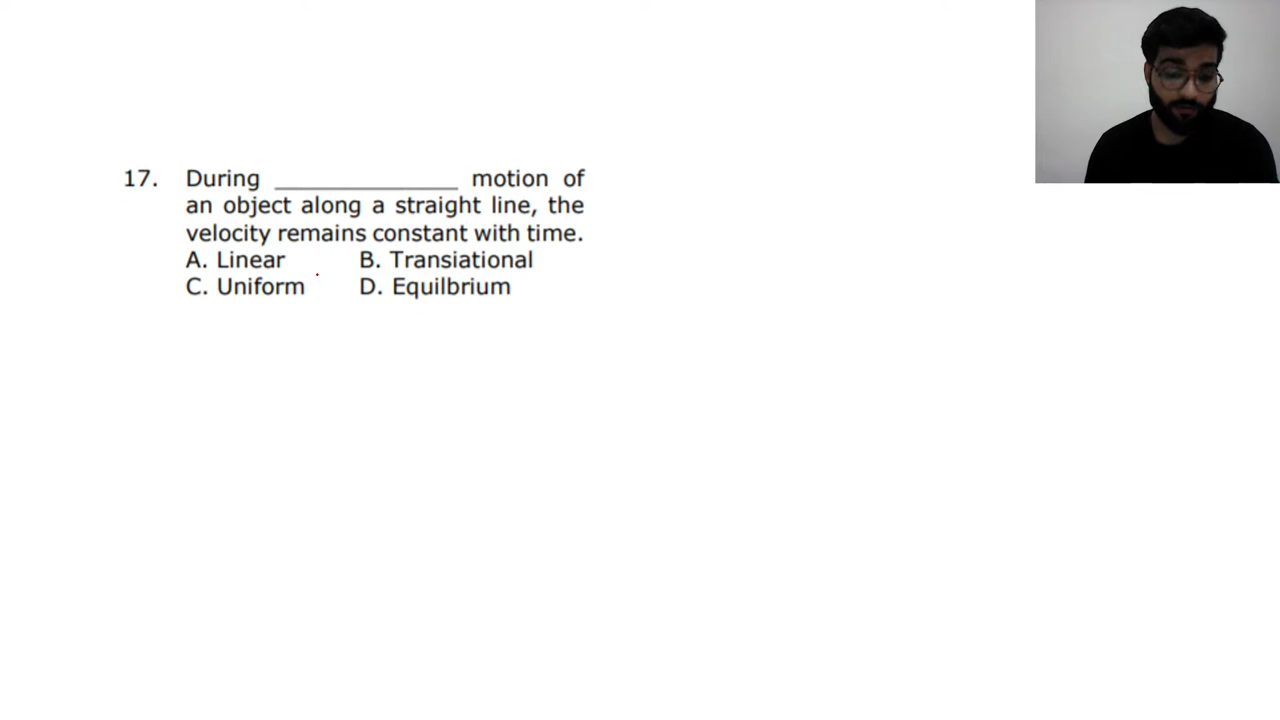 17. During ______________ motion of
an object along a straight line, the
velocity remains constant with time.
A. Linear B. Transiational
C. Uniform D. Equilbrium